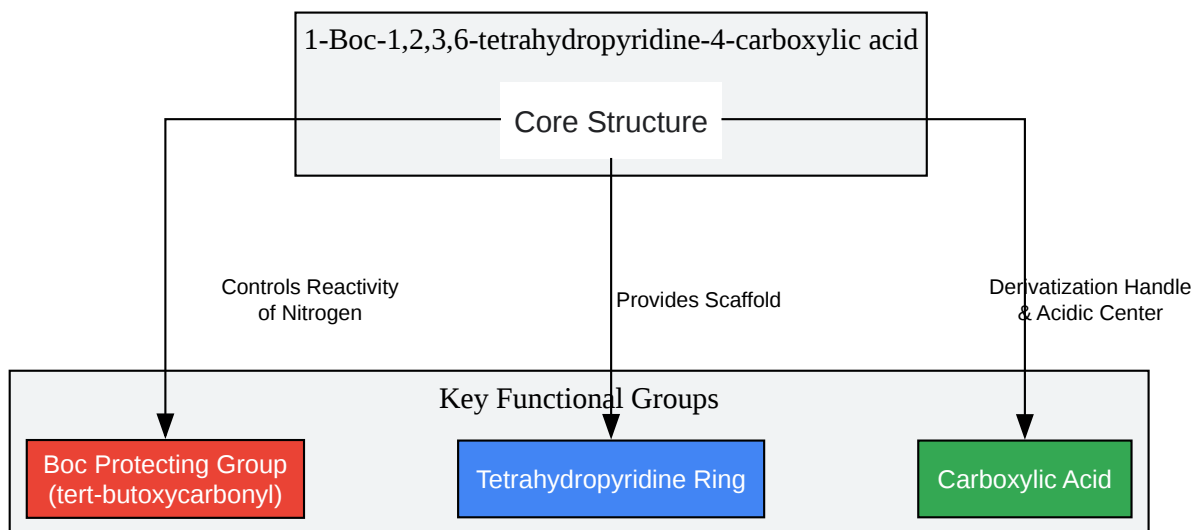 1-Boc-1,2,3,6-tetrahydropyridine-4-carboxylic acid
Core Structure
Controls Reactivity
of Nitrogen
Provides Scaffold
Derivatization Handle
& Acidic Center
Key Functional Groups
Boc Protecting Group
(tert-butoxycarbonyl)
Tetrahydropyridine Ring
Carboxylic Acid